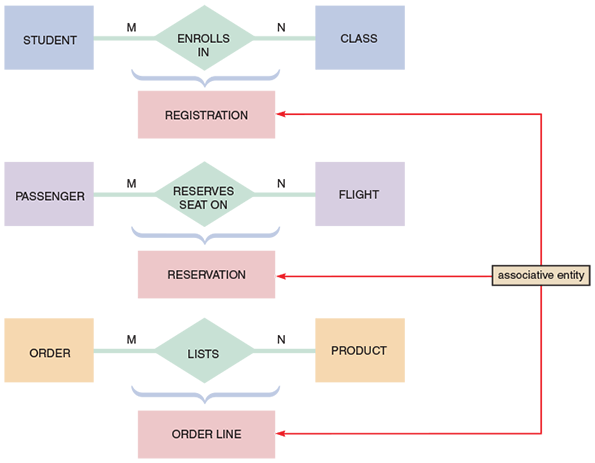 STUDENT
M
ENROLLS
IN
N
CLASS
REGISTRATION
PASSENGER
M
RESERVES
SEAT ON
N
FLIGHT
RESERVATION
associative entity
ORDER
M
LISTS
N
PRODUCT
ORDER LINE